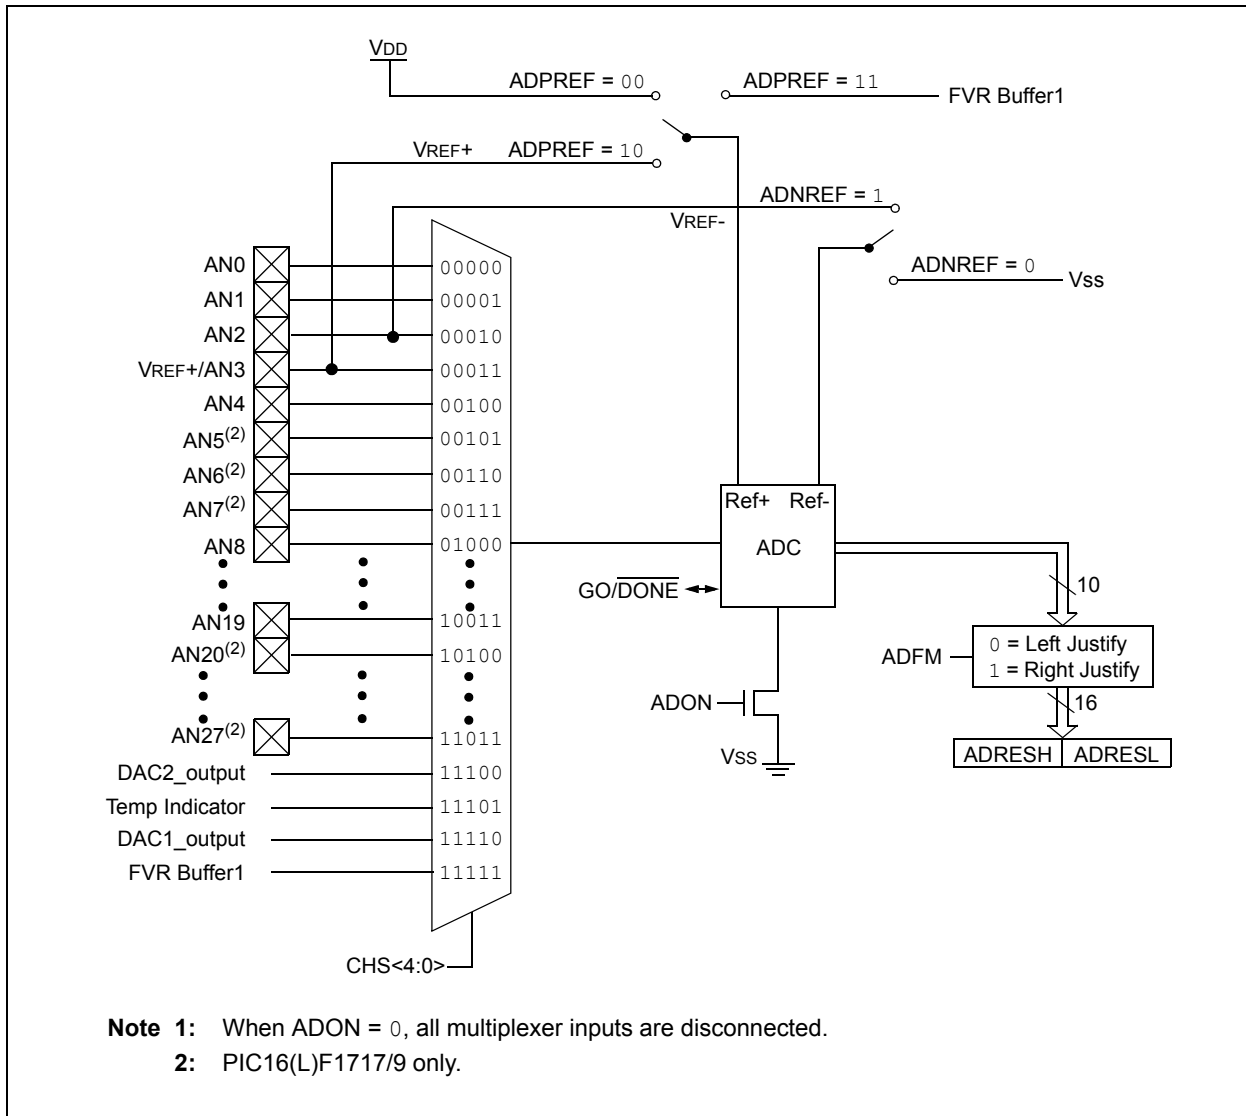 VDD
ADPREF = 00
ADPREF = 11
FVR Buffer1
VREF+ ADPREF = 10
ADNREF = 1
VREF-
ADNREF = 0
Vss
AN0
00000
AN1
00001
AN2
00010
VREF+/AN3
00011
AN4
00100
AN5(2)
00101
AN6(2)
00110
AN7(2)
00111
AN8
01000
AN19
10011
AN20(2)
10100
AN27(2)
11011
DAC2_output
11100
Temp Indicator
11101
DAC1_output
11110
FVR Buffer1
11111
CHS<4:0>
Ref+ Ref-
ADC
GO/DONE
10
ADFM
0 = Left Justify
1 = Right Justify
16
ADON
Vss
ADRESH ADRESL
Note 1: When ADON = 0, all multiplexer inputs are disconnected.
2: PIC16(L)F1717/9 only.